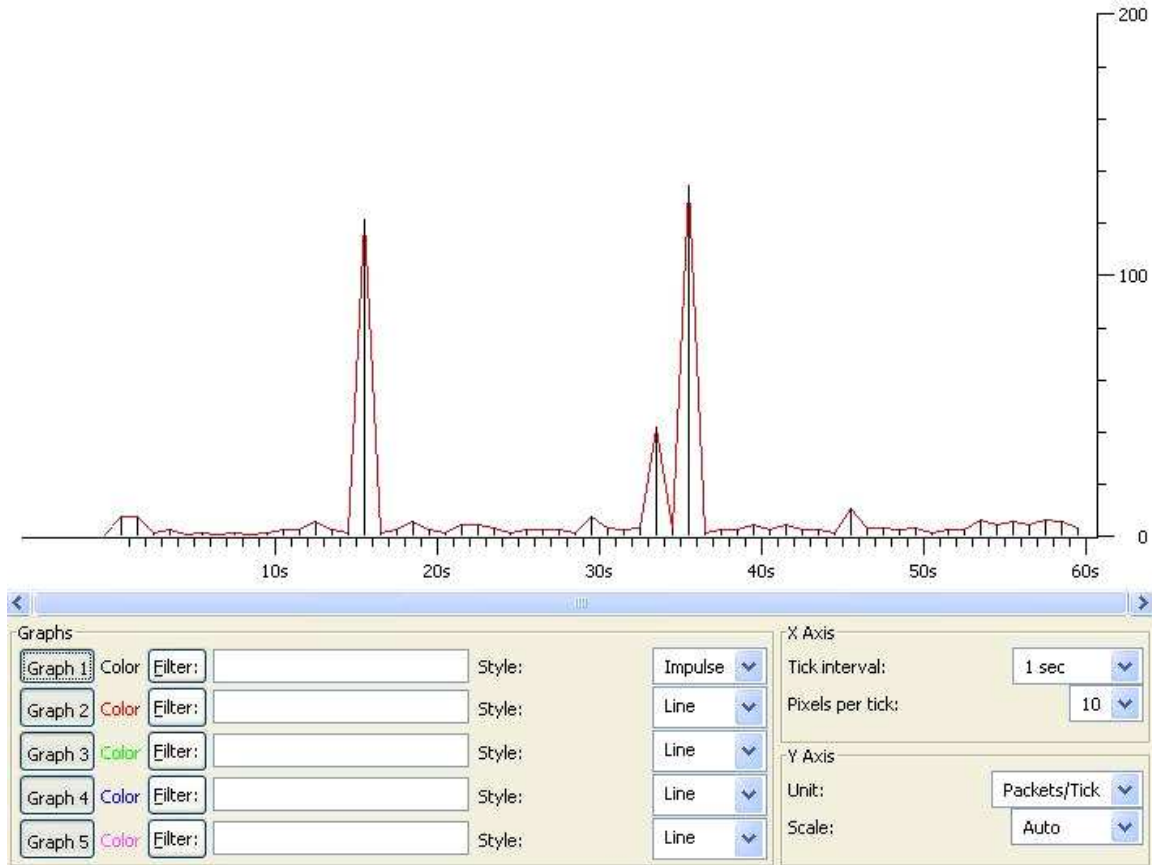 200
100
0
10s 20s 30s 40s 50s 60s
Graphs
Graph 1 Color Filter: Style: Impulse
Graph 2 Color Filter: Style: Line
Graph 3 Color Filter: Style: Line
Graph 4 Color Filter: Style: Line
Graph 5 Color Filter: Style: Line
X Axis
Tick interval: 1 sec
Pixels per tick: 10
Y Axis
Unit: Packets/Tick
Scale: Auto